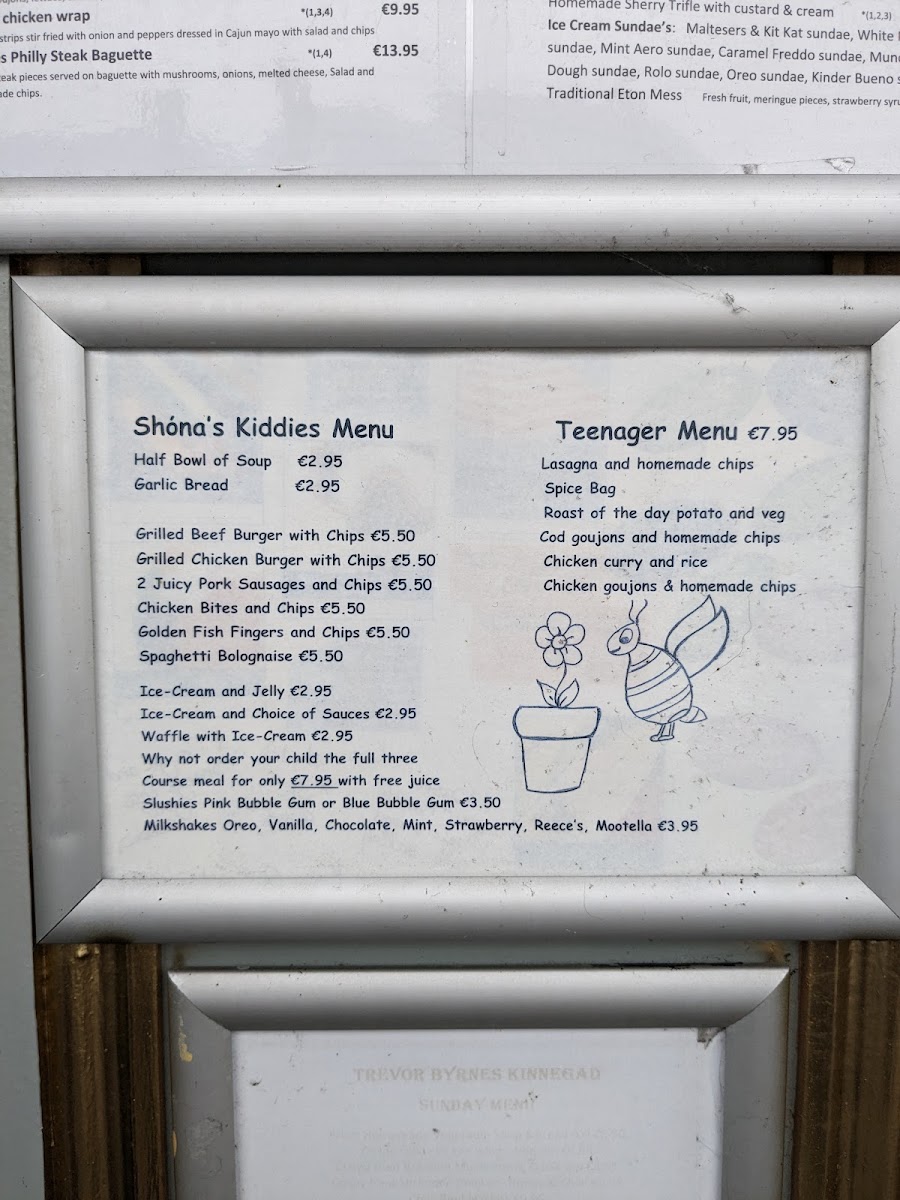 chicken wrap *(1,3,4) €9.95
strips stir fried with onion and peppers dressed in Cajun mayo with salad and chips
s Philly Steak Baguette *(1,4) €13.95
eak pieces served on baguette with mushrooms, onions, melted cheese, Salad and
ade chips.
Homemade Sherry Trifle with custard & cream *(1,2,3)
Ice Cream Sundae's: Maltesers & Kit Kat sundae, White
sundae, Mint Aero sundae, Caramel Freddo sundae,
Dough sundae, Rolo sundae, Oreo sundae, Kinder Bueno
Traditional Eton Mess Fresh fruit, meringue pieces, strawberry
Shóna's Kiddies Menu
Half Bowl of Soup €2.95
Garlic Bread €2.95
Grilled Beef Burger with Chips €5.50
Grilled Chicken Burger with Chips €5.50
2 Juicy Pork Sausages and Chips €5.50
Chicken Bites and Chips €5.50
Golden Fish Fingers and Chips €5.50
Spaghetti Bolognaise €5.50
Ice-Cream and Jelly €2.95
Ice-Cream and Choice of Sauces €2.95
Waffle with Ice-Cream €2.95
Why not order your child the full three
Course meal for only €7.95 with free juice
Slushies Pink Bubble Gum or Blue Bubble Gum €3.50
Milkshakes Oreo, Vanilla, Chocolate, Mint, Strawberry, Reece's, Mootella €3.95
Teenager Menu €7.95
Lasagna and homemade chips
Spice Bag
Roast of the day potato and veg
Cod goujons and homemade chips
Chicken curry and rice
Chicken goujons & homemade chips
TREVOR BYRNES KINNEGAD
SUNDAY MENU